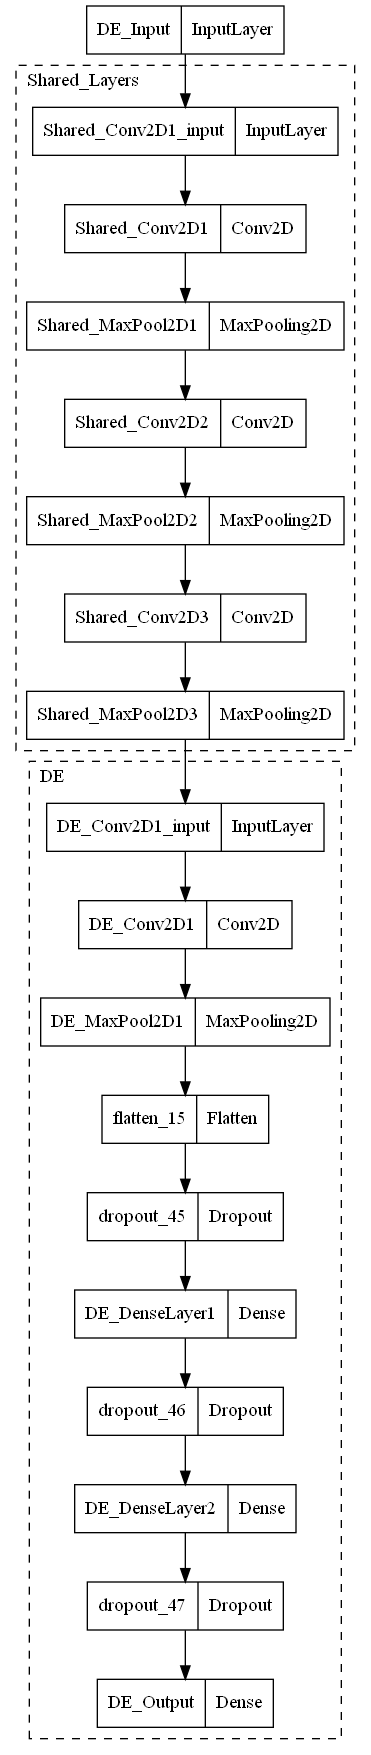 DE_Input InputLayer
Shared_Layers
Shared_Conv2D1_input InputLayer
Shared_Conv2D1 Conv2D
Shared_MaxPool2D1 MaxPooling2D
Shared_Conv2D2 Conv2D
Shared_MaxPool2D2 MaxPooling2D
Shared_Conv2D3 Conv2D
Shared_MaxPool2D3 MaxPooling2D
DE
DE_Conv2D1_input InputLayer
DE_Conv2D1 Conv2D
DE_MaxPool2D1 MaxPooling2D
flatten_15 Flatten
dropout_45 Dropout
DE_DenseLayer1 Dense
dropout_46 Dropout
DE_DenseLayer2 Dense
dropout_47 Dropout
DE_Output Dense